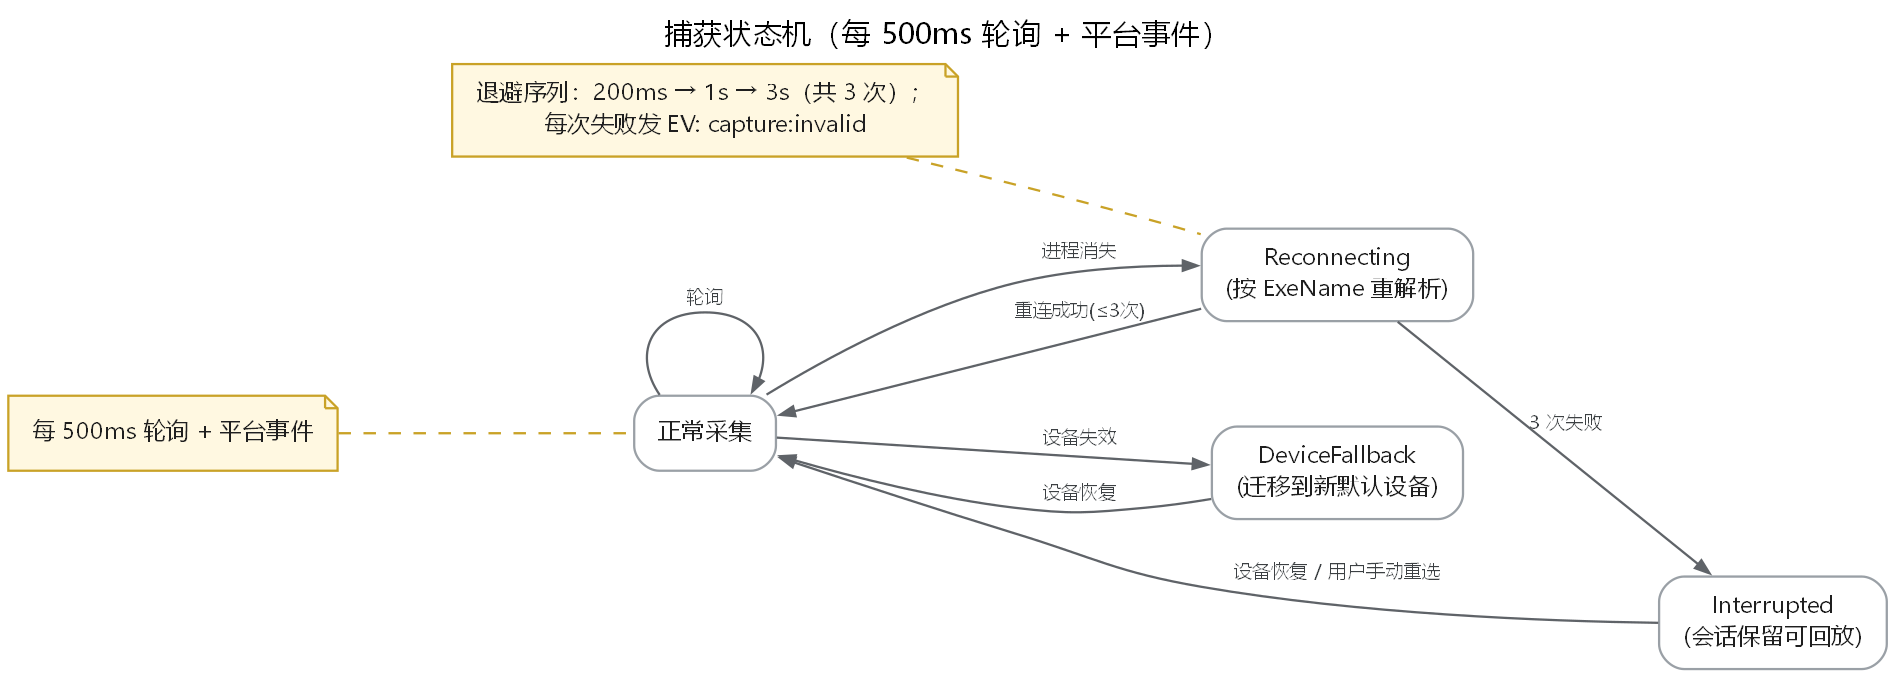 捕获状态机（每 500ms 轮询 + 平台事件）
退避序列：200ms → 1s → 3s（共 3 次）；
每次失败发 EV: capture:invalid
进程消失
Reconnecting
(按 ExeName 重解析)
轮询
重连成功(≤3次)
每 500ms 轮询 + 平台事件
正常采集
3 次失败
设备失效
DeviceFallback
(迁移到新默认设备)
设备恢复
设备恢复 / 用户手动重选
Interrupted
(会话保留可回放)